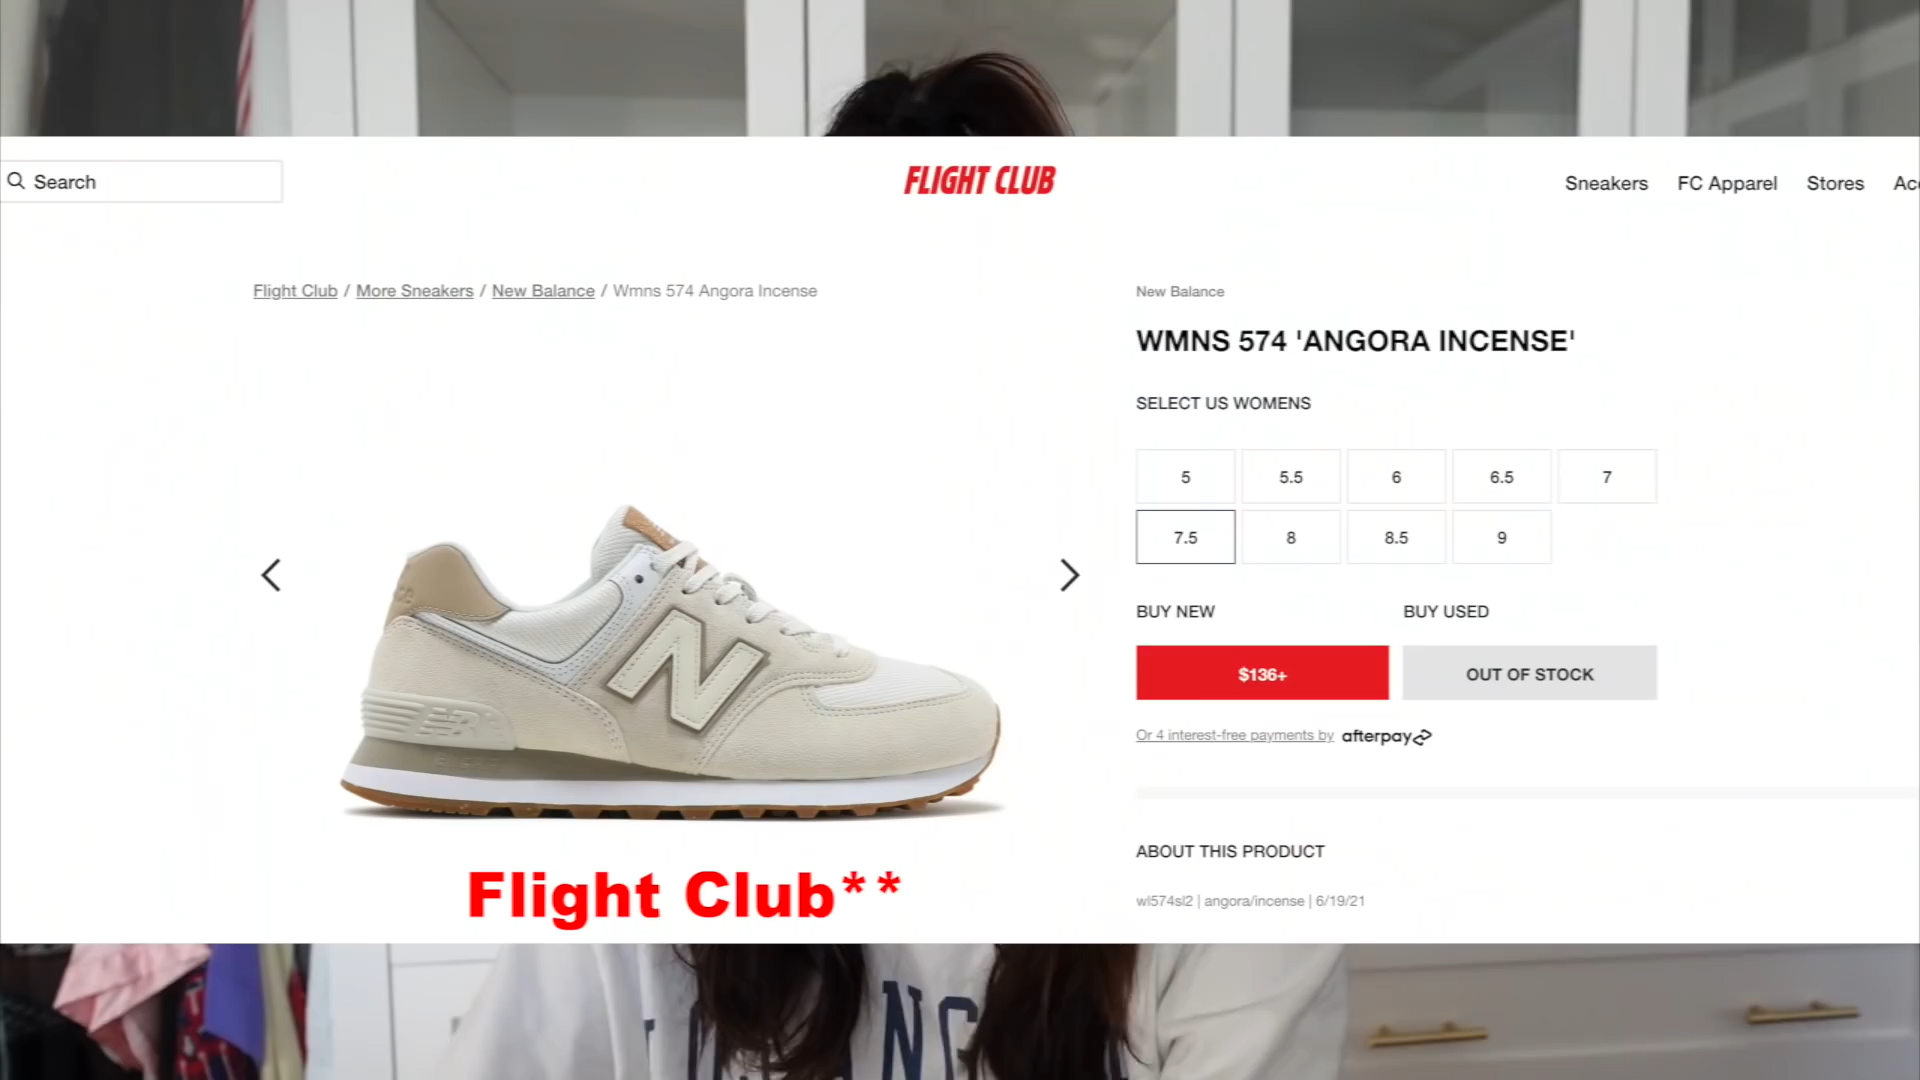 Search
FLIGHT CLUB
Sneakers FC Apparel Stores
Flight Club / More Sneakers / New Balance / Wmns 574 Angora Incense
New Balance
WMNS 574 'ANGORA INCENSE'
SELECT US WOMENS
5 5.5 6 6.5 7
7.5 8 8.5 9
BUY NEW BUY USED
$136+ OUT OF STOCK
Or 4 interest-free payments by afterpay
ABOUT THIS PRODUCT
wl574sl2 | angora/incense | 6/19/21
N
Flight Club**